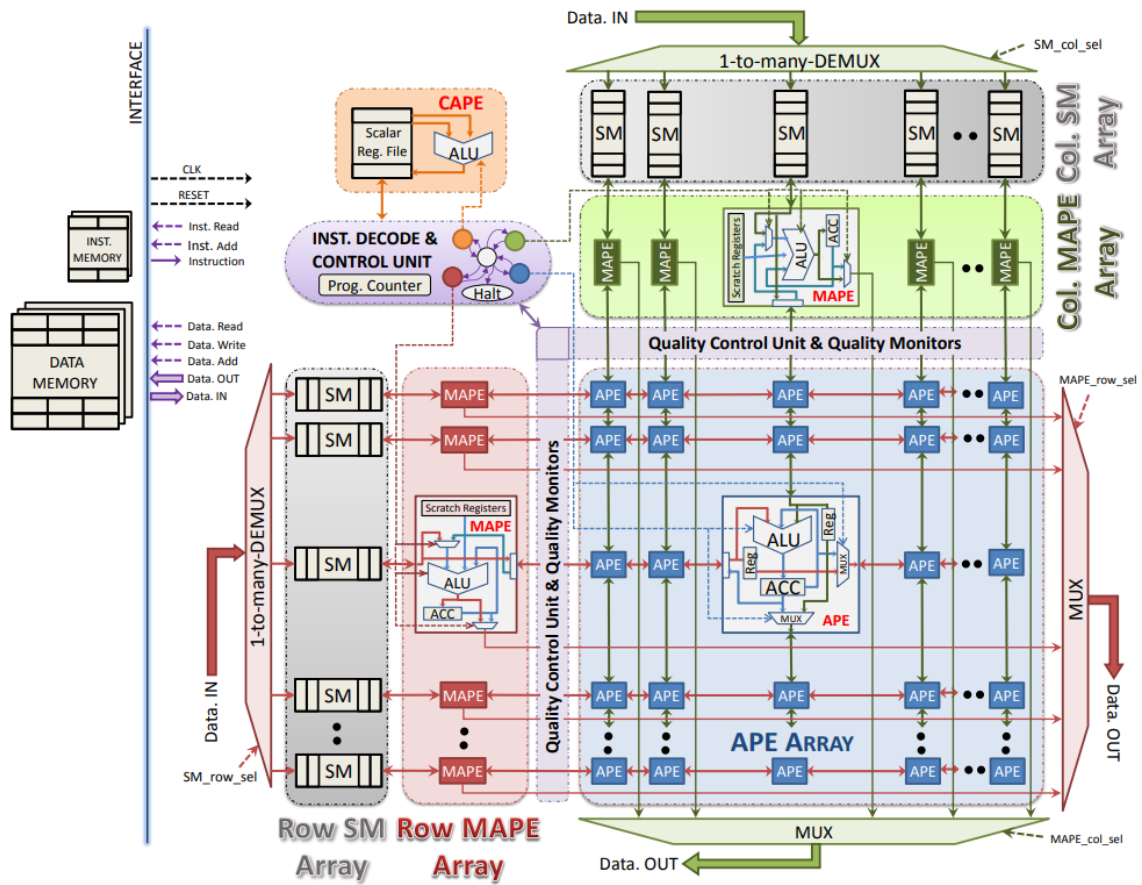 Data. IN
SM_col_sel
1-to-many-DEMUX
INTERFACE
CAPE
Scalar
Reg. File
ALU
SM
SM
SM
SM
SM
Col. SM
Array
CLK
RESET
INST.
MEMORY
Inst. Read
Inst. Add
Instruction
INST. DECODE &
CONTROL UNIT
Prog. Counter
Halt
MAPE
MAPE
Scratch Registers
ALU
ACC
MAPE
MAPE
MAPE
Col. MAPE
Array
DATA
MEMORY
Data. Read
Data. Write
Data. Add
Data. OUT
Data. IN
Quality Control Unit & Quality Monitors
Quality Control Unit & Quality Monitors
MAPE_row_sel
SM
MAPE
APE
APE
APE
APE
APE
SM
MAPE
APE
APE
APE
APE
APE
1-to-many-DEMUX
Data. IN
SM_row_sel
SM
Scratch Registers
MAPE
ALU
ACC
APE
APE
ALU
Reg
Reg
ACC
MUX
MUX
APE
APE
APE
MUX
Data. OUT
SM
MAPE
APE
APE
APE
APE
APE
APE ARRAY
SM
MAPE
APE
APE
APE
APE
APE
Row SM
Array
Row MAPE
Array
MUX
MAPE_col_sel
Data. OUT